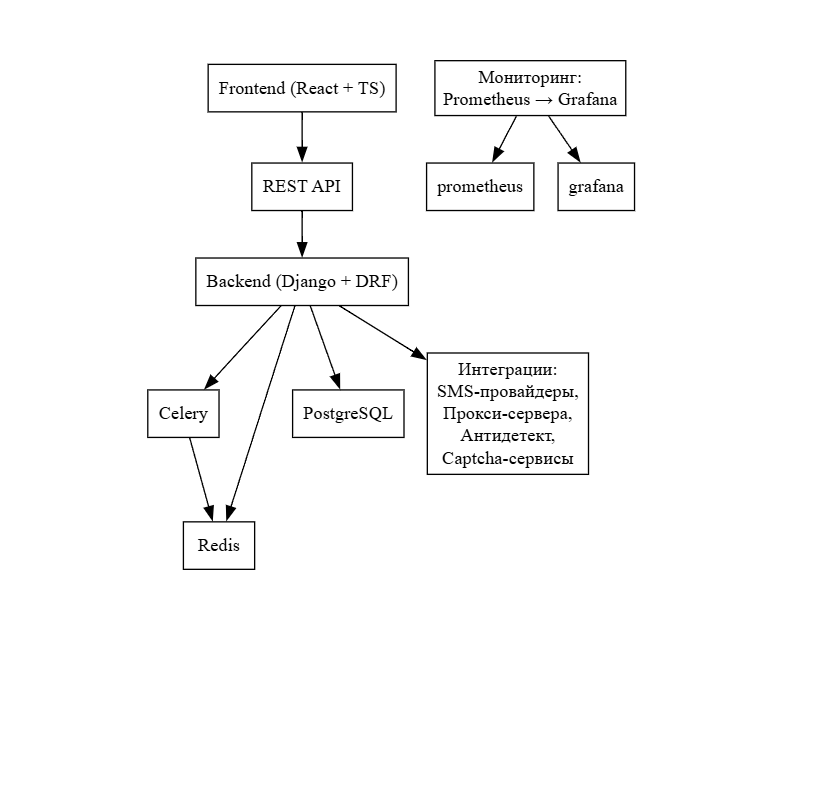 Frontend (React + TS)
Мониторинг:
Prometheus → Grafana
REST API
prometheus
grafana
Backend (Django + DRF)
Celery
PostgreSQL
Интеграции:
SMS-провайдеры,
Прокси-сервера,
Антидетект,
Captcha-сервисы
Redis